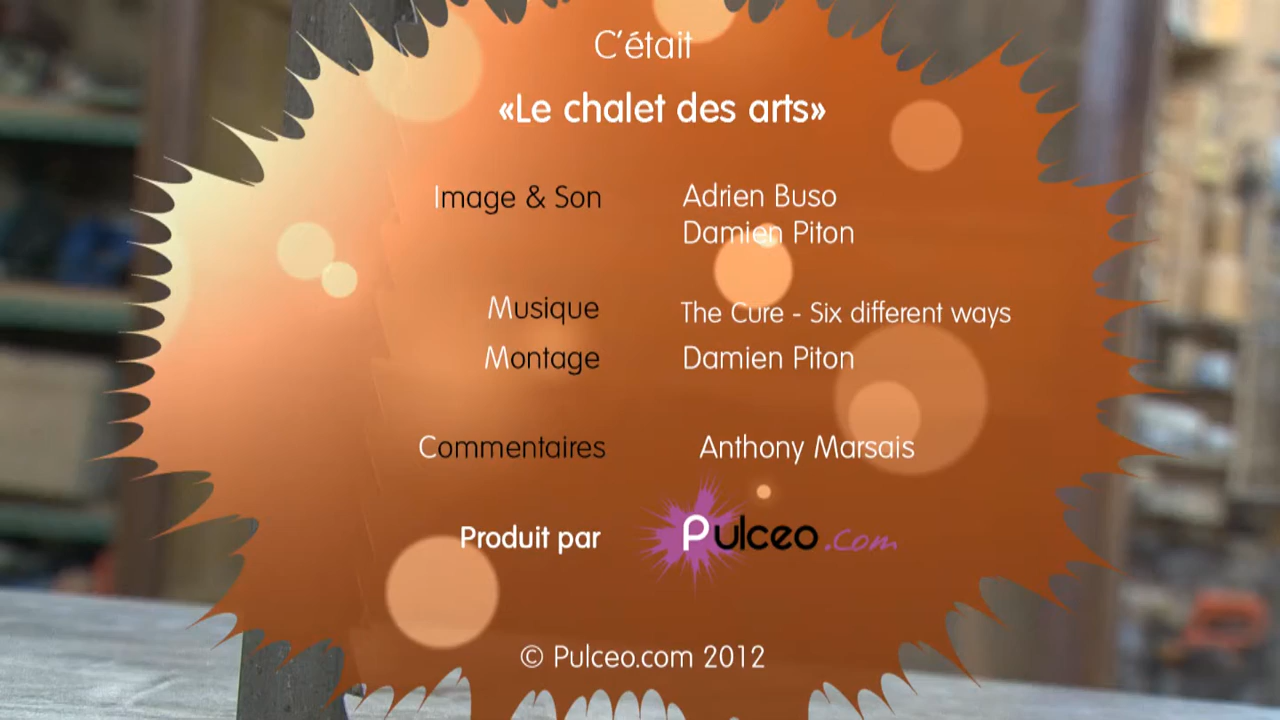 C'était
«Le chalet des arts»
Image & Son Adrien Buso
Damien Piton
Musique The Cure - Six different ways
Montage Damien Piton
Commentaires Anthony Marsais
Produit par Pulceo.com
© Pulceo.com 2012